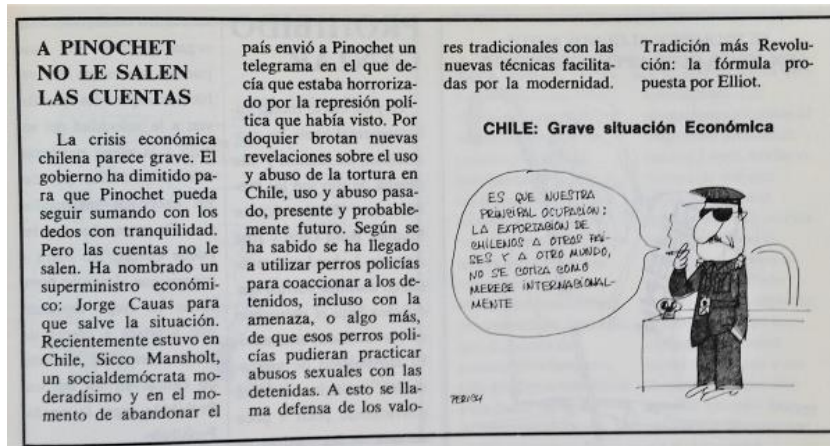 A PINOCHET
NO LE SALEN
LAS CUENTAS
La crisis económica
chilena parece grave. El
gobierno ha dimitido pa-
ra que Pinochet pueda
seguir sumando con los
dedos con tranquilidad.
Pero las cuentas no le
salen. Ha nombrado un
superministro económi-
co: Jorge Cauas para
que salve la situación.
Recientemente estuvo en
Chile, Sicco Mansholt,
un socialdemócrata mo-
deradísimo y en el mo-
mento de abandonar el
país envió a Pinochet un
telegrama en el que de-
cía que estaba horroriza-
do por la represión polí-
tica que había visto. Por
doquier brotan nuevas
revelaciones sobre el uso
y abuso de la tortura en
Chile, uso y abuso pasa-
do, presente y probable-
mente futuro. Según se
ha sabido se ha llegado
a utilizar perros policías
para coaccionar a los de-
tenidos, incluso con la
amenaza, o algo más,
de que esos perros poli-
cías pudieran practicar
abusos sexuales con las
detenidas. A esto se lla-
ma defensa de los valo-
res tradicionales con las
nuevas técnicas facilita-
das por la modernidad.
Tradición más Revolu-
ción: la fórmula pro-
puesta por Elliot.
CHILE: Grave situación Económica
ES QUE NUESTRA
PRINCIPAL OCUPACIÓN:
LA EXPORTACIÓN DE
CHILENOS A OTROS PAÍ-
SES Y A OTRO MUNDO,
NO SE COTIZA COMO
MERECE INTERNACIONAL-
MENTE
PERICH